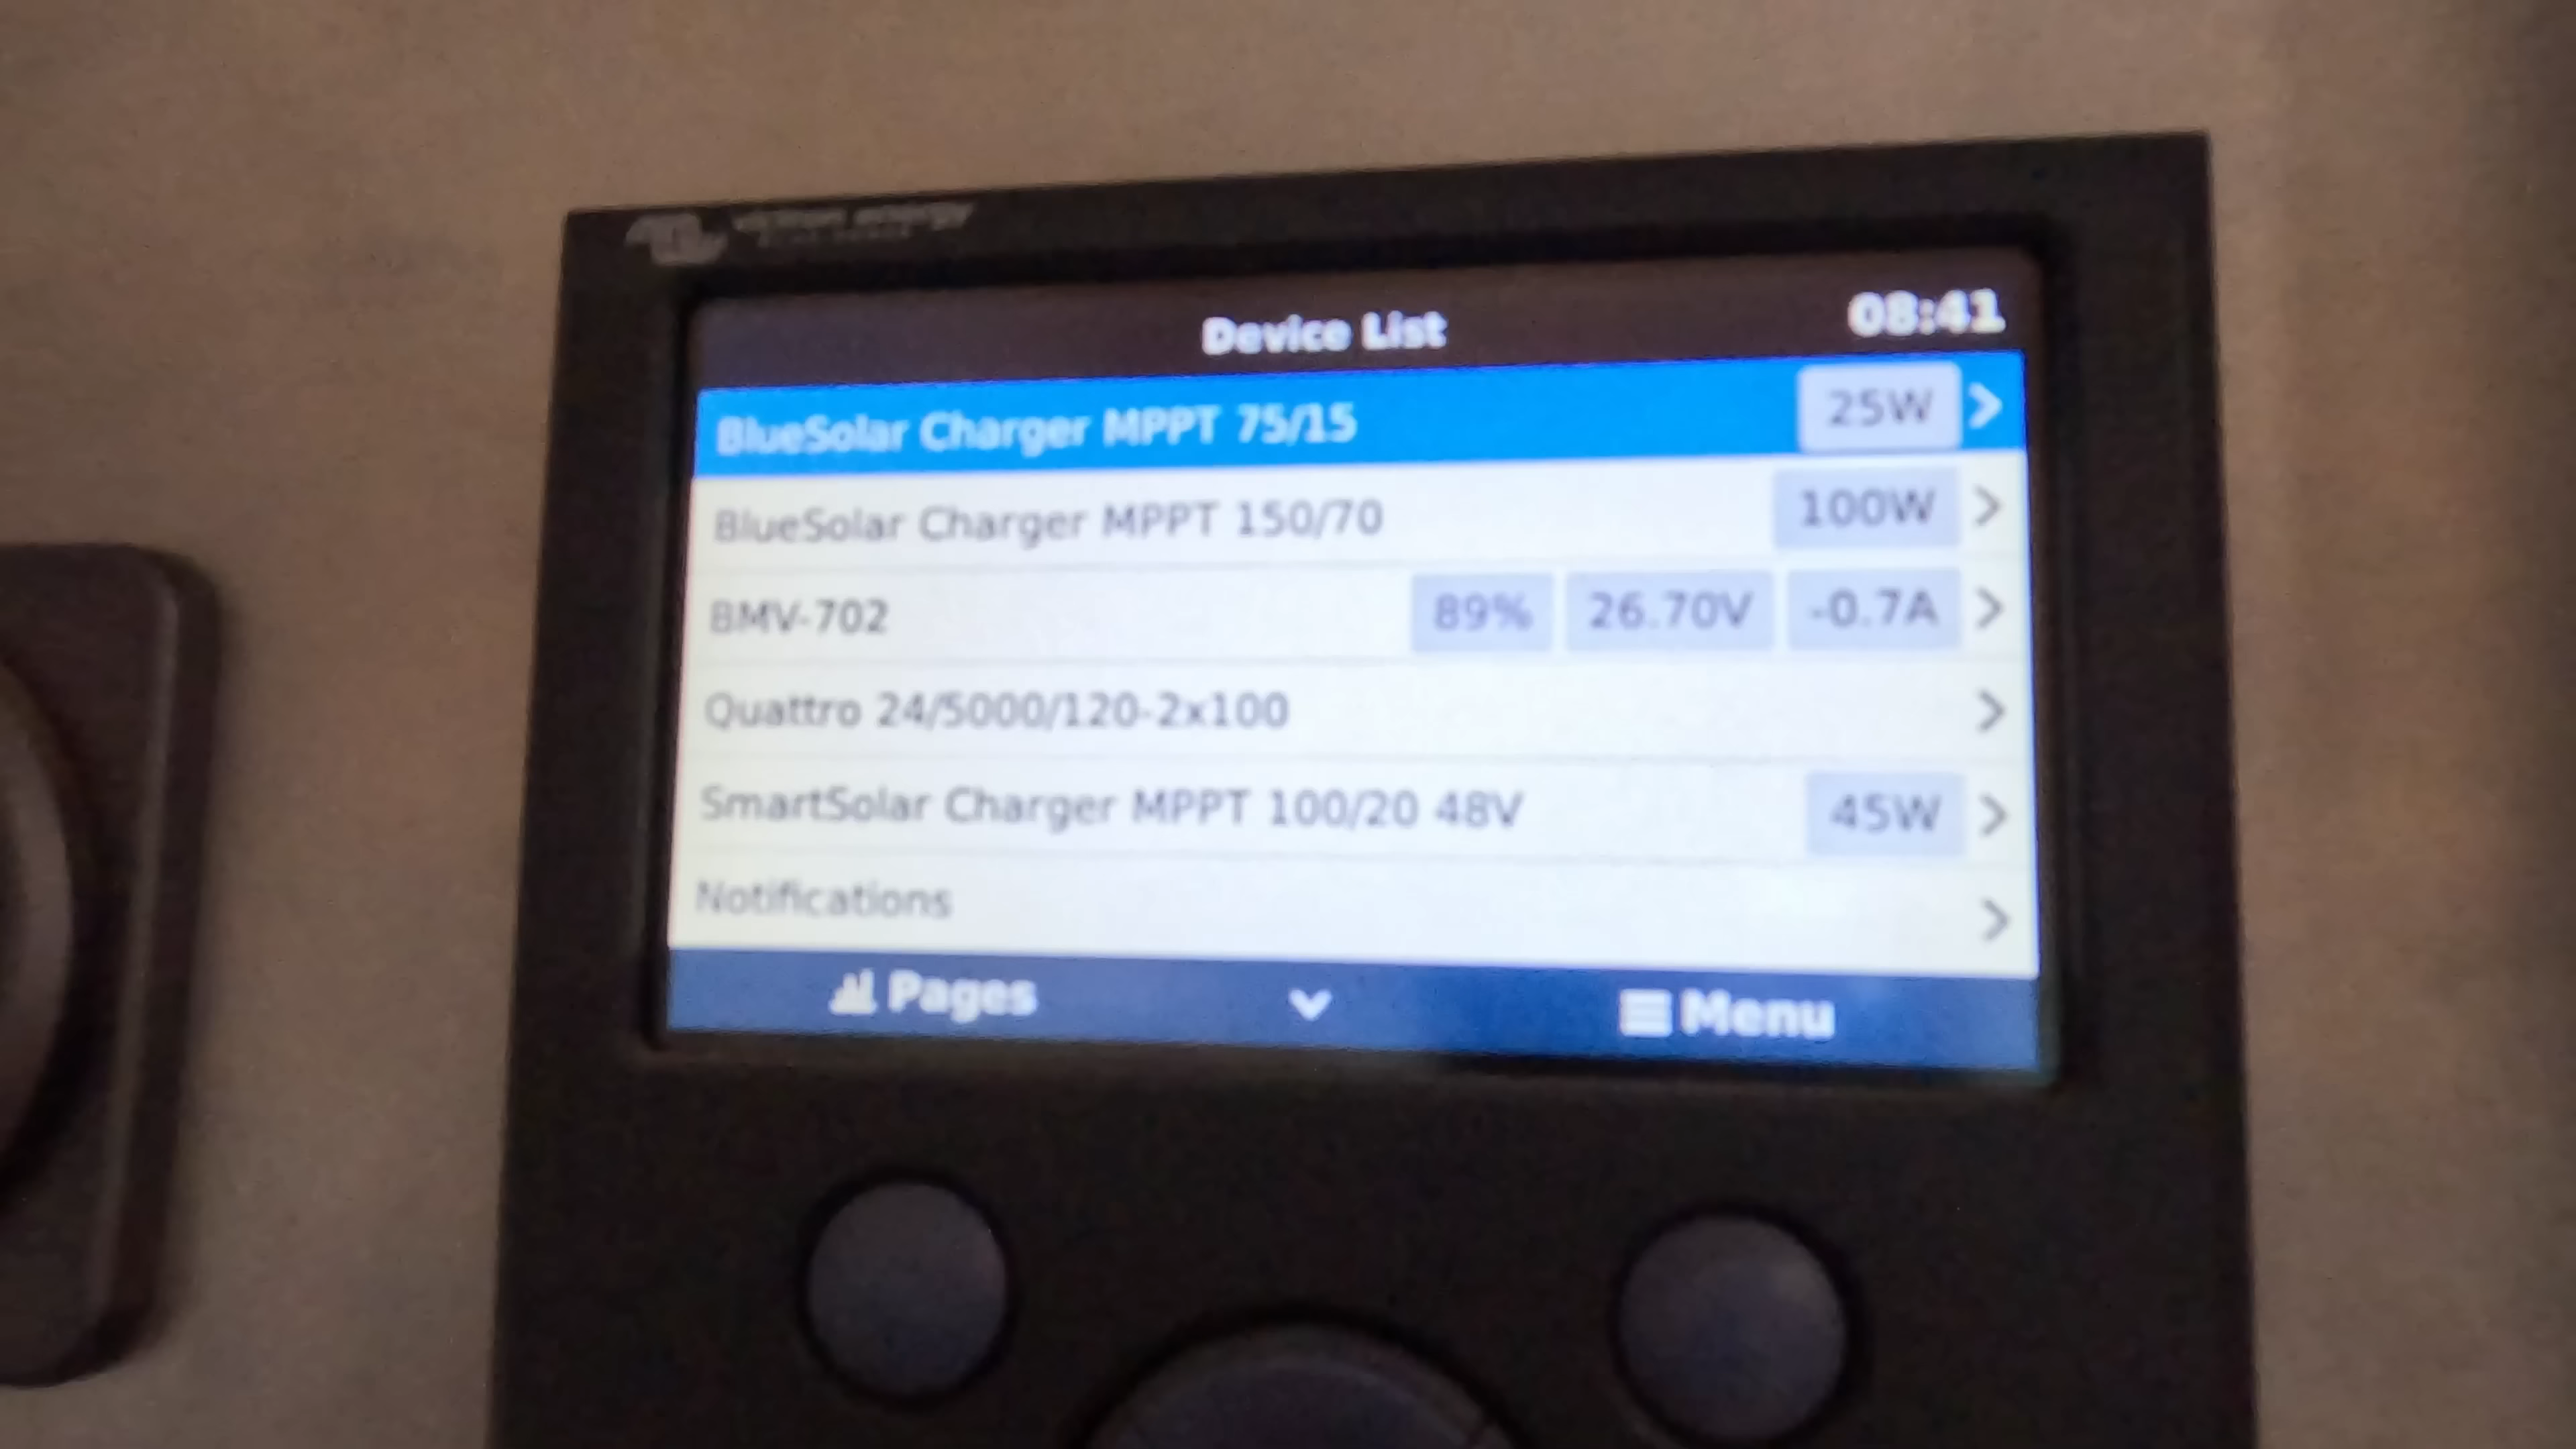 victron energy
Device List 08:41
BlueSolar Charger MPPT 75/15 25W
BlueSolar Charger MPPT 150/70 100W
BMV-702 89% 26.70V -0.7A
Quattro 24/5000/120-2x100
SmartSolar Charger MPPT 100/20 48V 45W
Notifications
Pages Menu